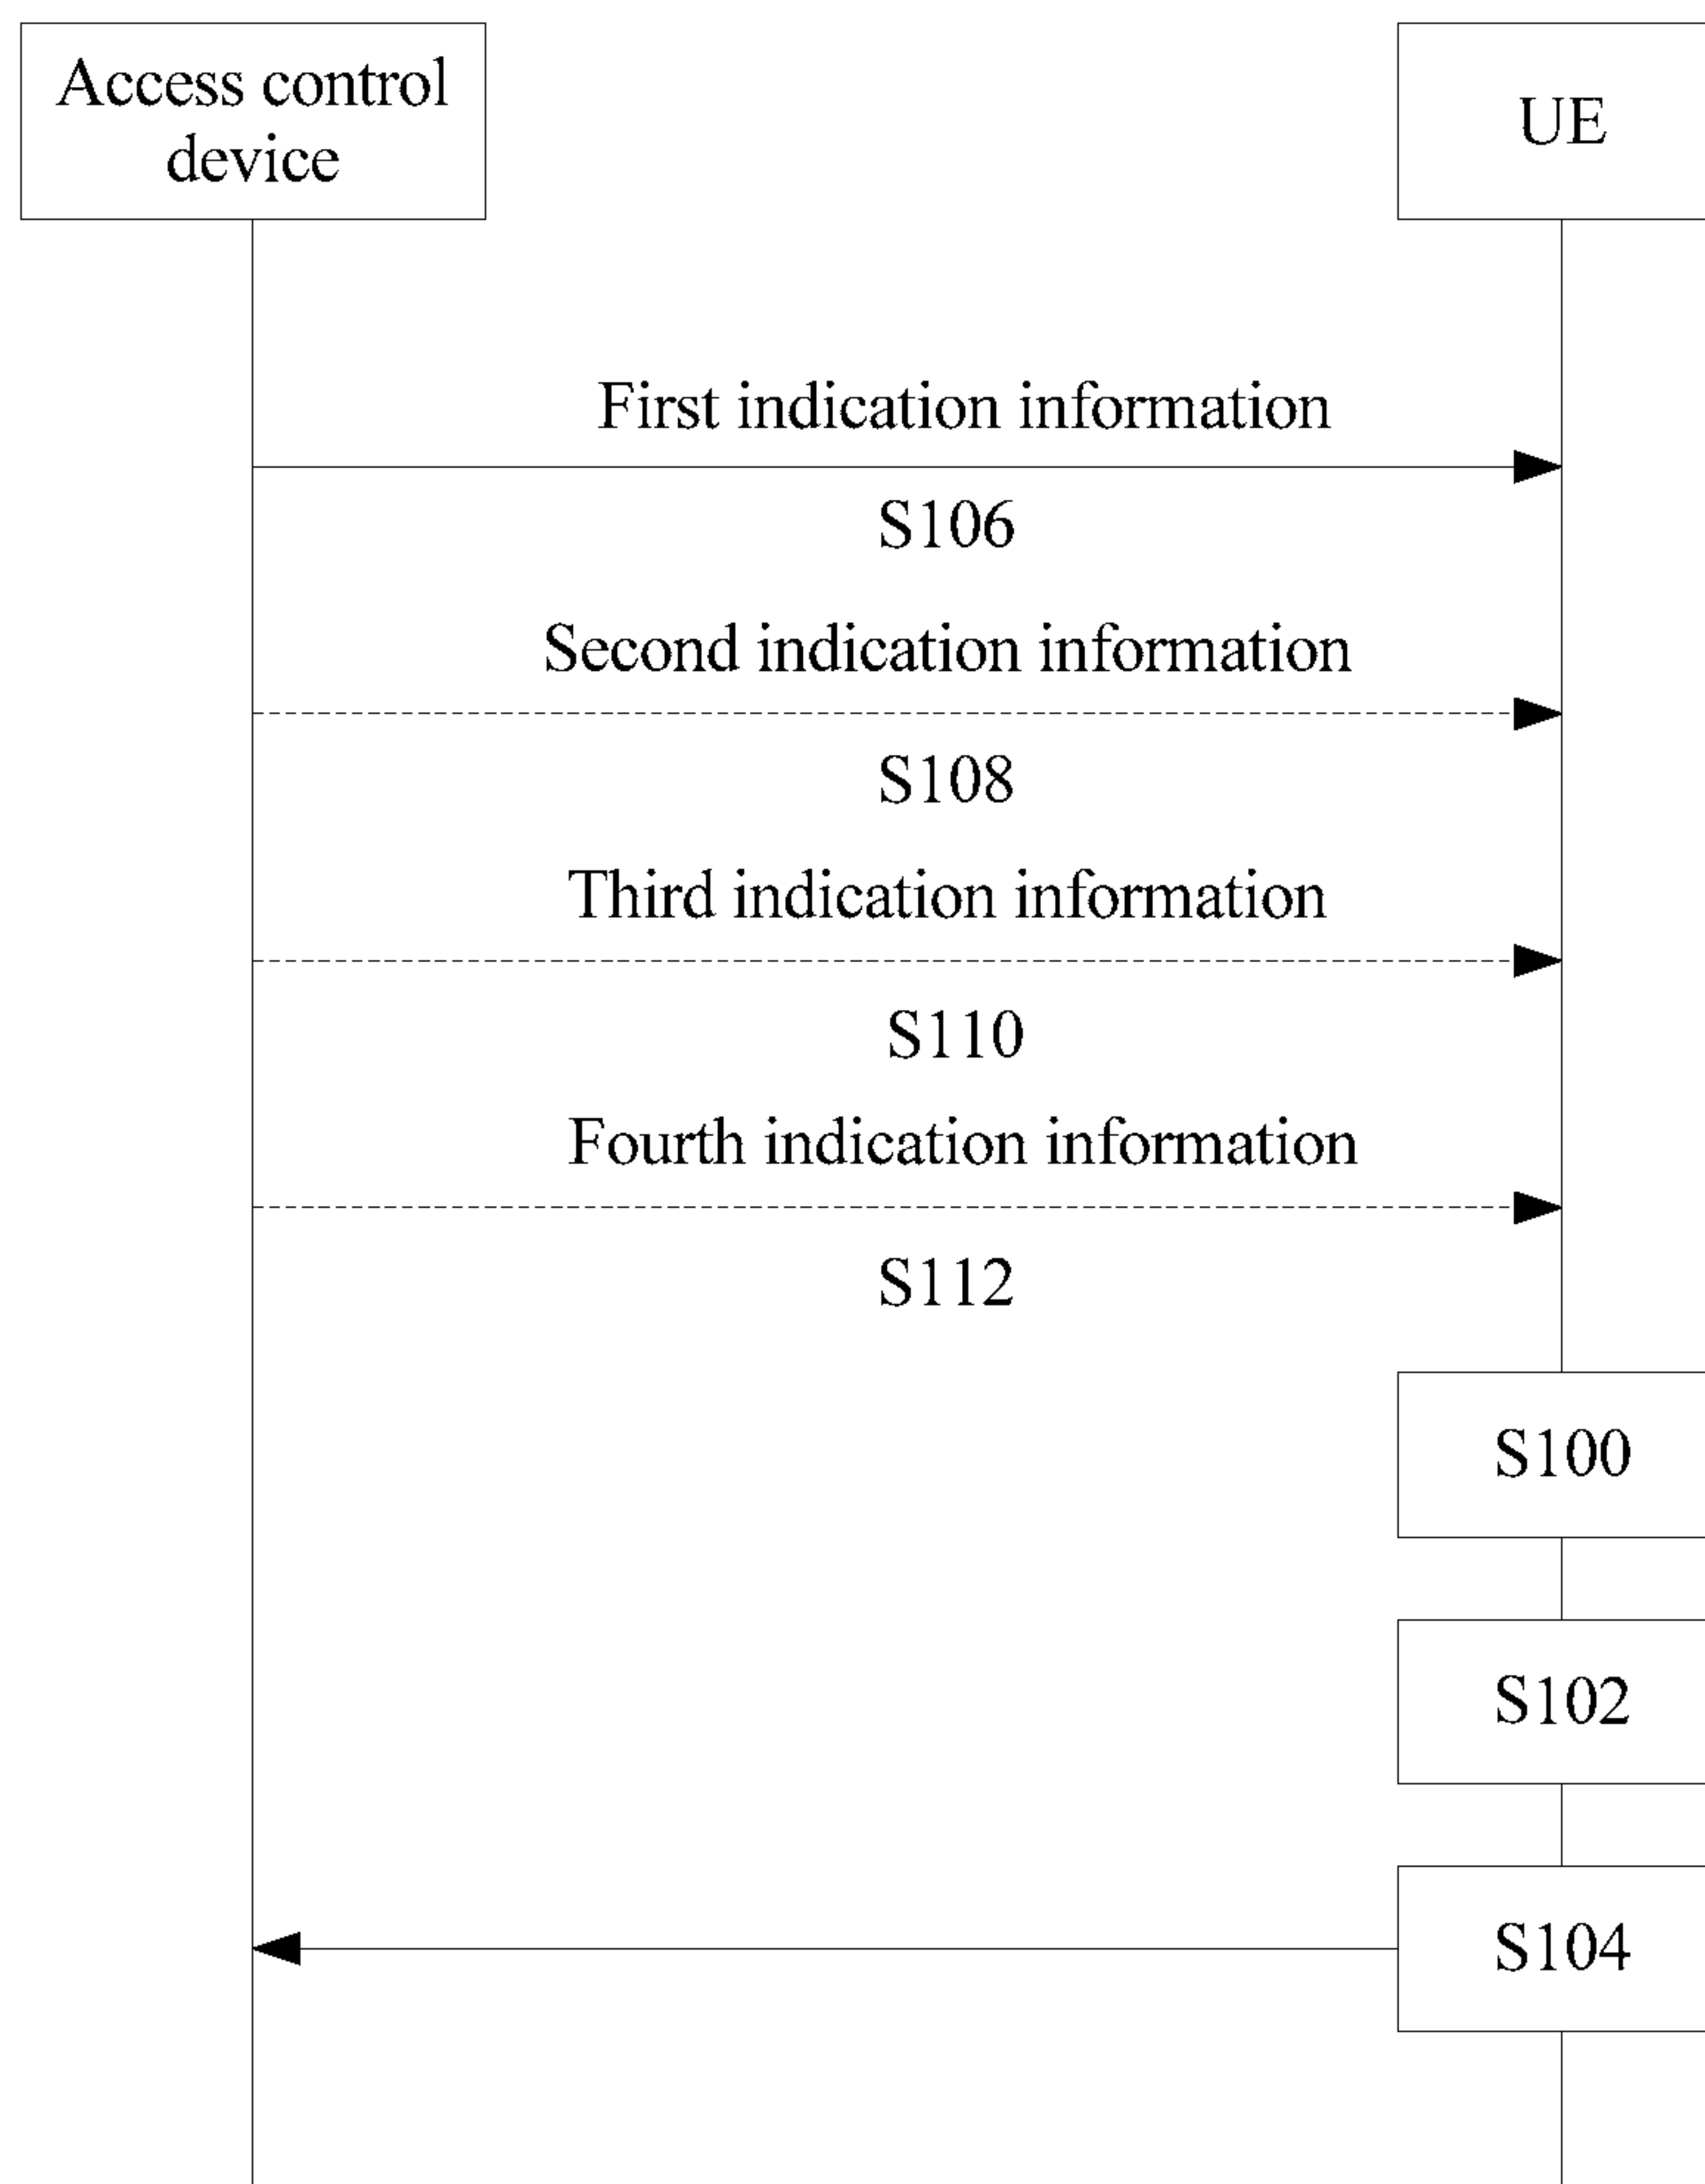 Access control
device
UE
First indication information
S106
Second indication information
S108
Third indication information
S110
Fourth indication information
S112
S100
S102
S104